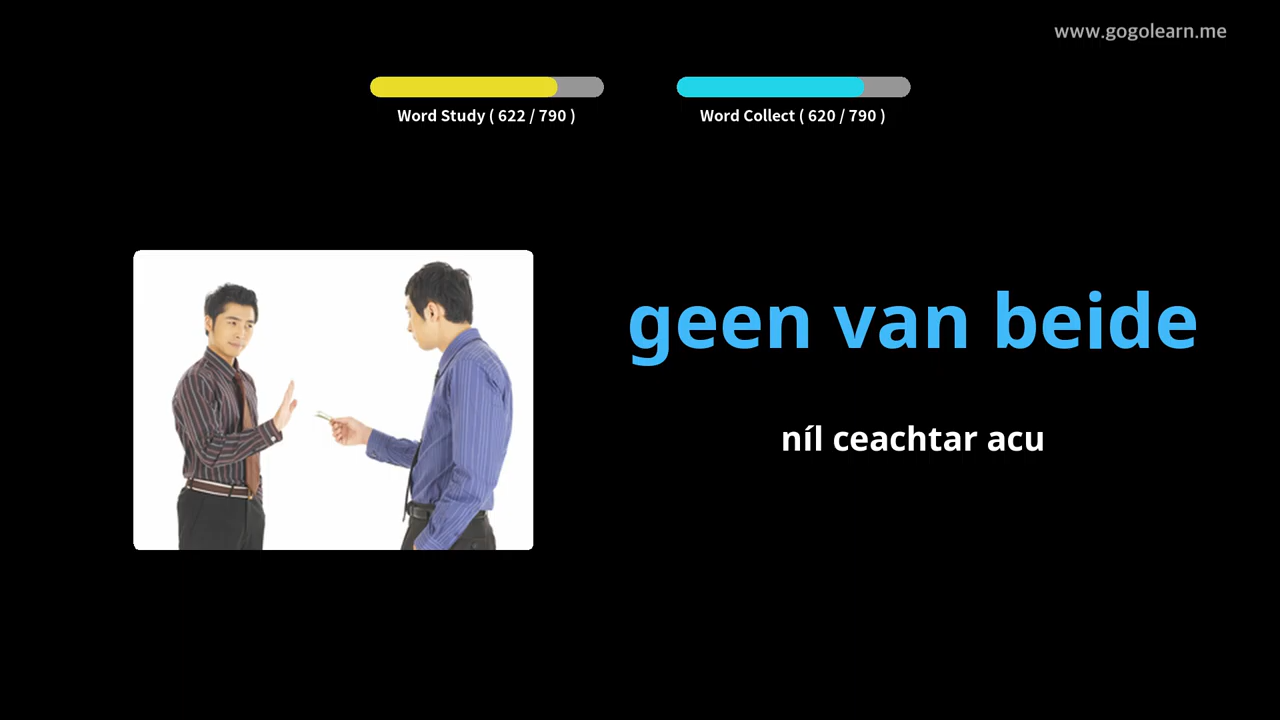 www.gogolearn.me
Word Study ( 622 / 790 )
Word Collect ( 620 / 790 )
geen van beide
níl ceachtar acu